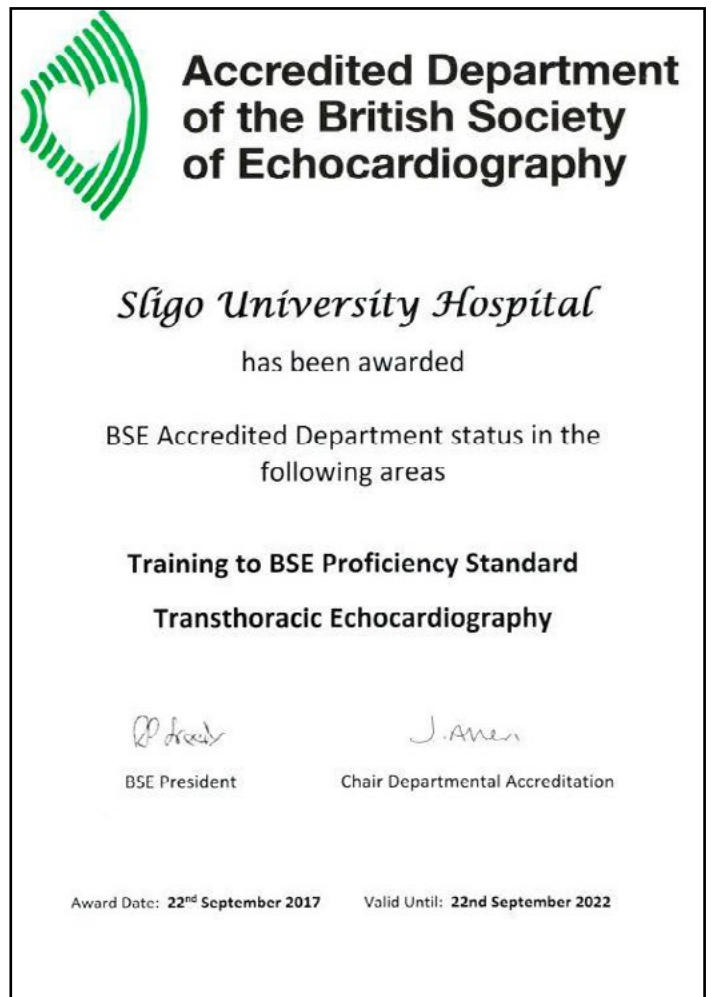 Accredited Department
of the British Society
of Echocardiography
Sligo University Hospital
has been awarded
BSE Accredited Department status in the
following areas
Training to BSE Proficiency Standard
Transthoracic Echocardiography
BSE President Chair Departmental Accreditation
Award Date: 22nd September 2017 Valid Until: 22nd September 2022